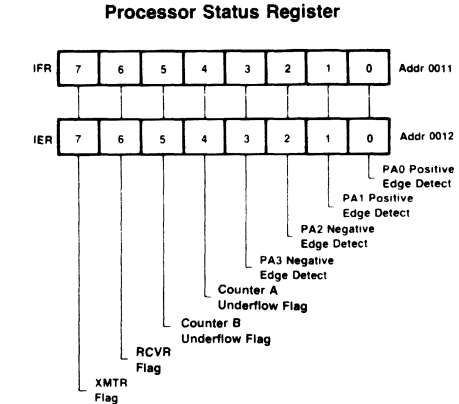 Processor Status Register
IFR 7 6 5 4 3 2 1 0 Addr 0011
IER 7 6 5 4 3 2 1 0 Addr 0012
PA0 Positive
Edge Detect
PA1 Positive
Edge Detect
PA2 Negative
Edge Detect
PA3 Negative
Edge Detect
Counter A
Underflow Flag
Counter B
Underflow Flag
RCVR
Flag
XMTR
Flag